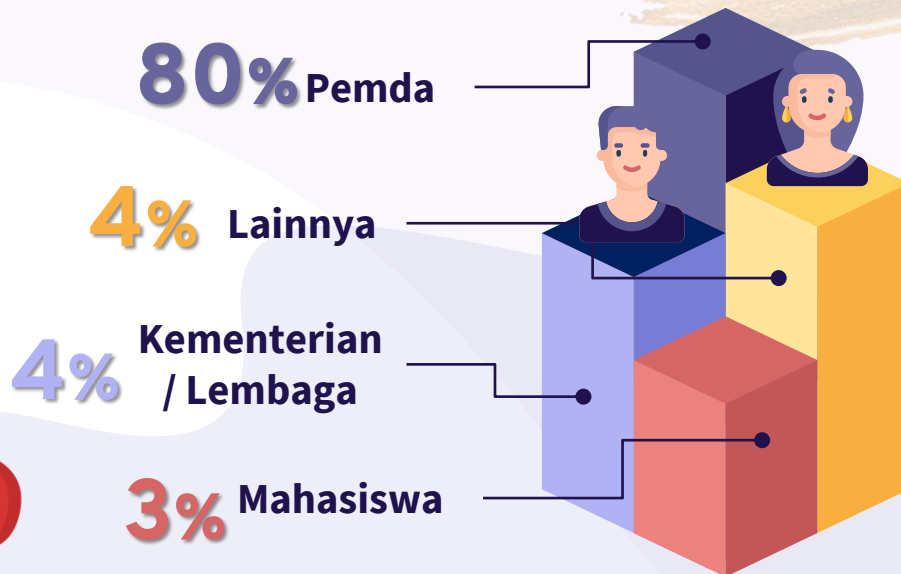 80% Pemda
4% Lainnya
4% Kementerian
/ Lembaga
3% Mahasiswa